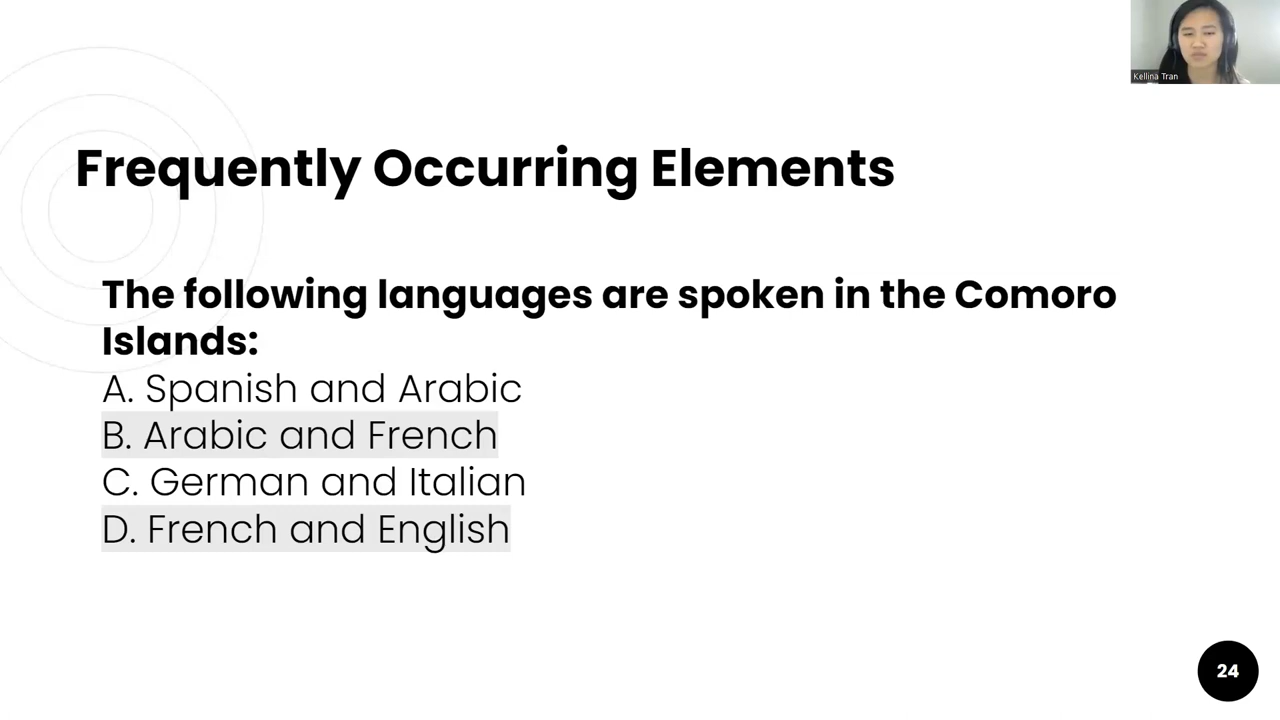 Kellina Tran
Frequently Occurring Elements
The following languages are spoken in the Comoro
Islands:
A. Spanish and Arabic
B. Arabic and French
C. German and Italian
D. French and English
24